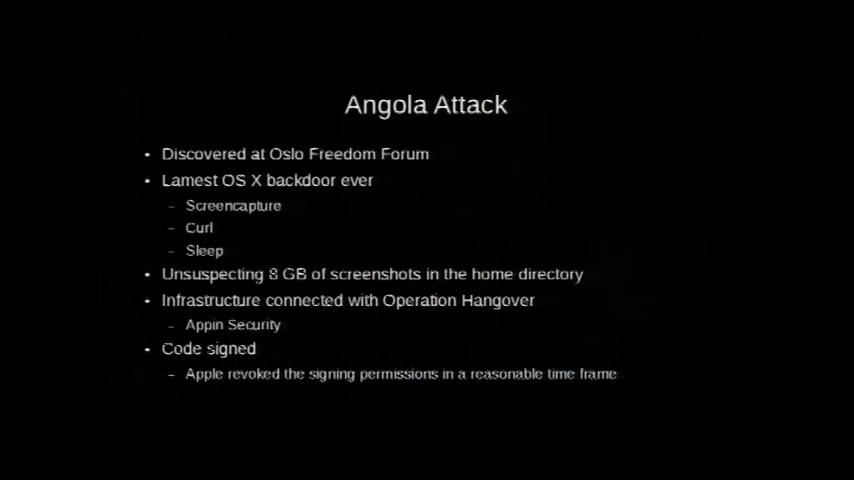 Angola Attack
• Discovered at Oslo Freedom Forum
• Lamest OS X backdoor ever
– Screencapture
– Curl
– Sleep
• Unsuspecting 8 GB of screenshots in the home directory
• Infrastructure connected with Operation Hangover
– Appin Security
• Code signed
– Apple revoked the signing permissions in a reasonable time frame